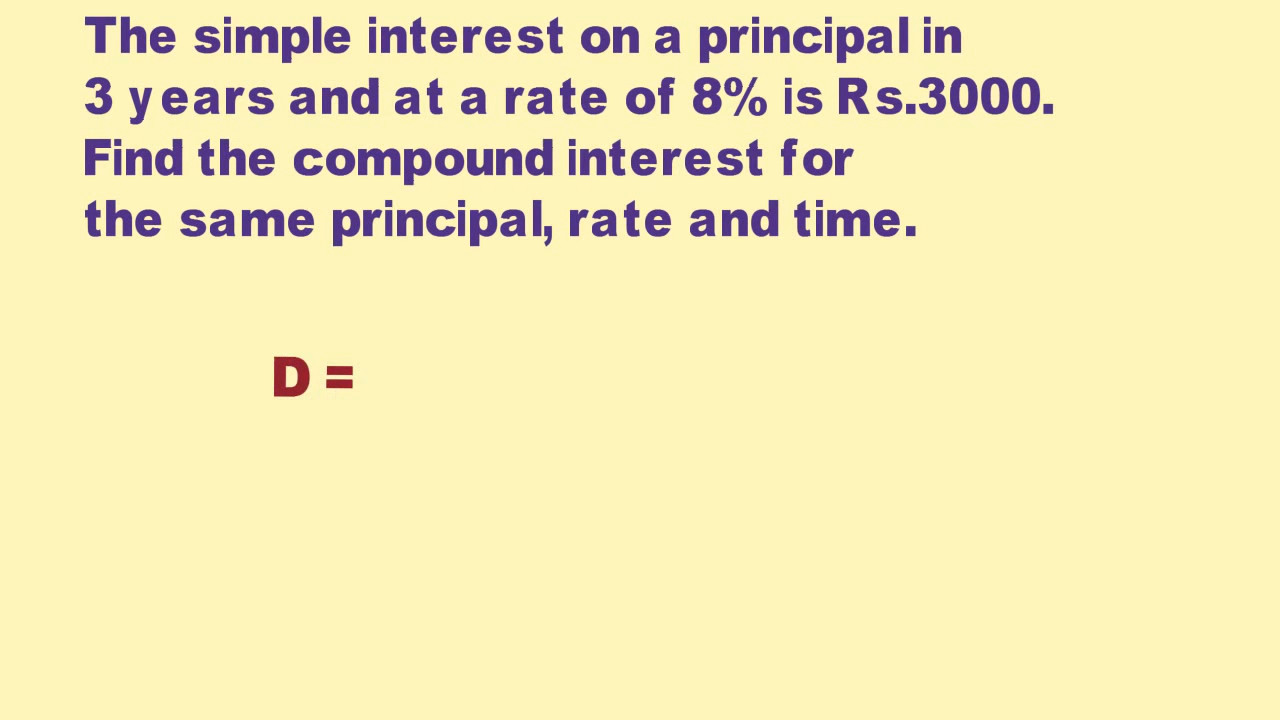 The simple interest on a principal in
3 years and at a rate of 8% is Rs.3000.
Find the compound interest for
the same principal, rate and time.
D =